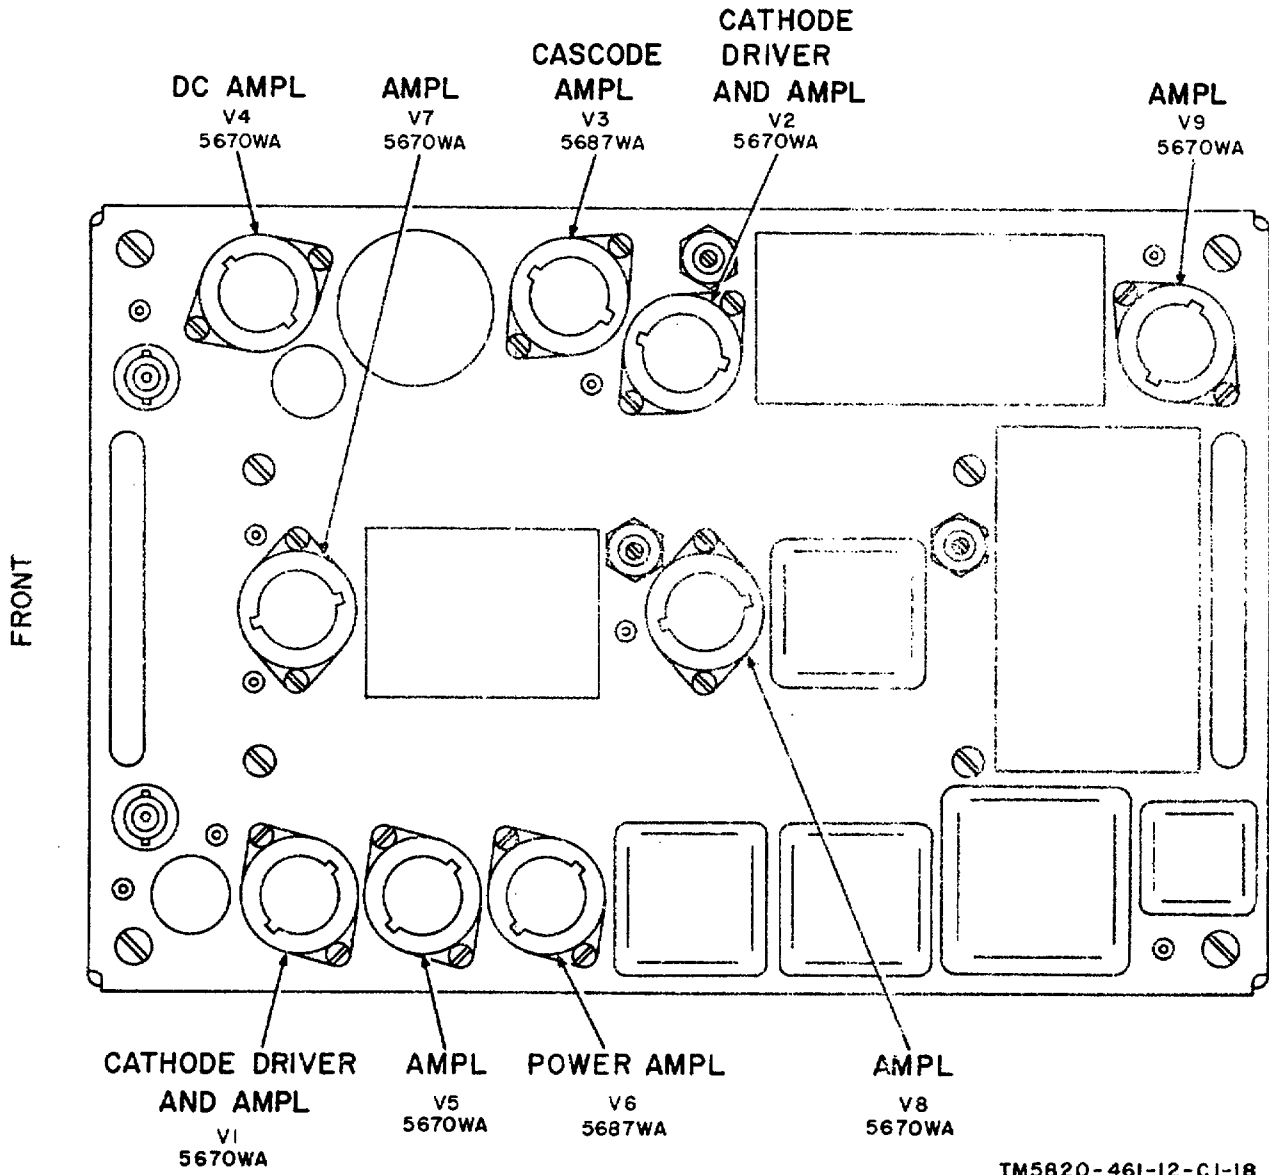 DC AMPL
V4
5670WA
AMPL
V7
5670WA
CASCODE
AMPL
V3
5687WA
CATHODE
DRIVER
AND AMPL
V2
5670WA
AMPL
V9
5670WA
FRONT
CATHODE DRIVER
AND AMPL
V1
5670WA
AMPL
V5
5670WA
POWER AMPL
V6
5687WA
AMPL
V8
5670WA
TM5820-461-12-C1-18